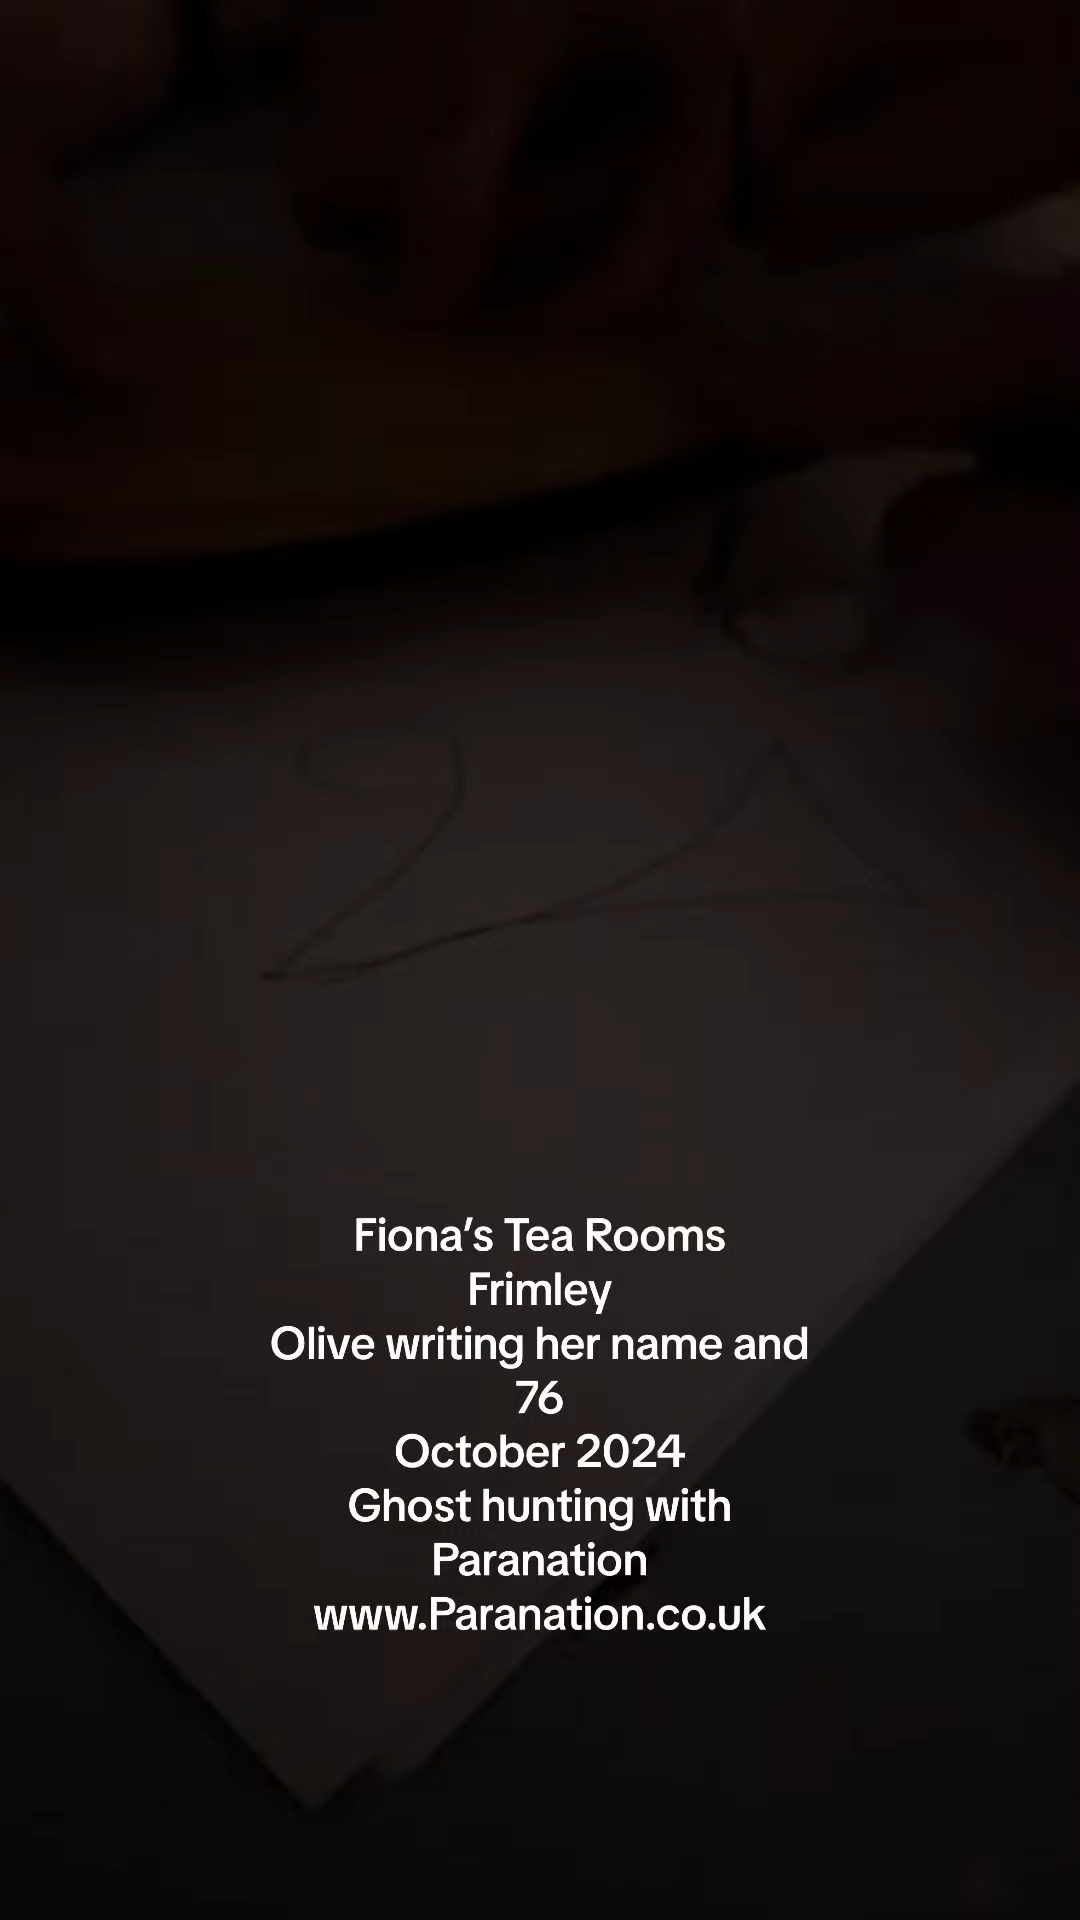 Fiona's Tea Rooms
Frimley
Olive writing her name and
76
October 2024
Ghost hunting with
Paranation
www.Paranation.co.uk